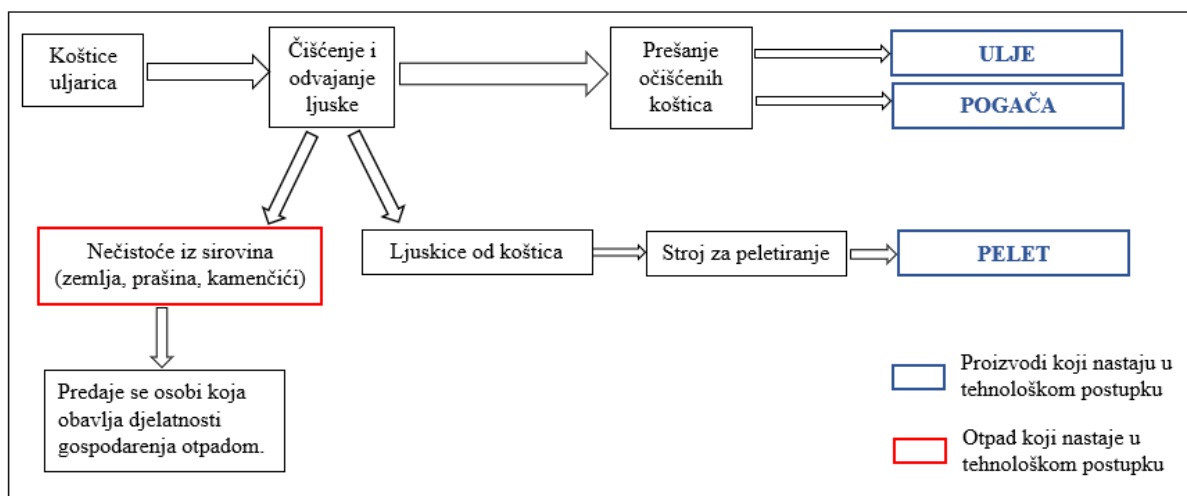 Koštice
uljarica
Čišćenje i
odvajanje
ljuske
Prešanje
očišćenih
koštica
ULJE
POGAČA
Nečistoće iz sirovina
(zemlja, prašina, kamenčići)
Ljuskice od koštica
Stroj za peletiranje
PELET
Predaje se osobi koja
obavlja djelatnosti
gospodarenja otpadom.
Proizvodi koji nastaju u
tehnološkom postupku
Otpad koji nastaje u
tehnološkom postupku